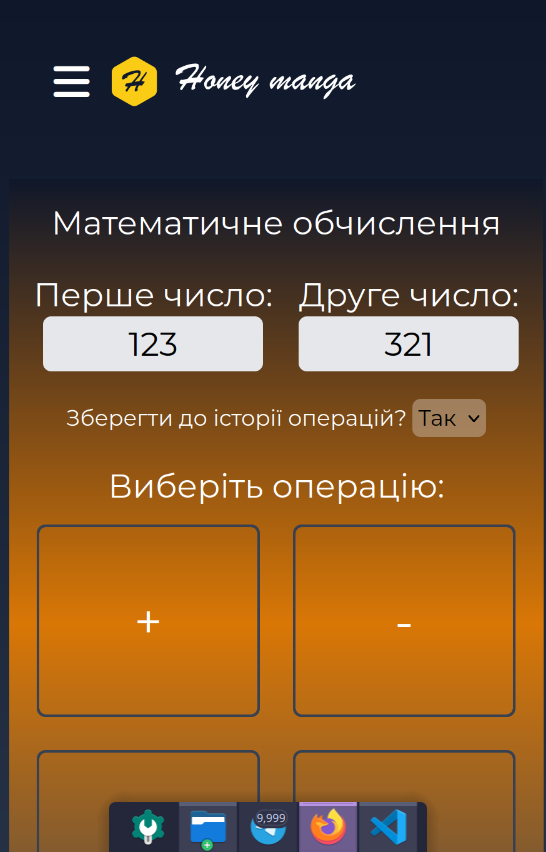 H Honey manga
Математичне обчислення
Перше число: Друге число:
123 321
Зберегти до історії операцій? Так
Виберіть операцію:
+ -
9,999